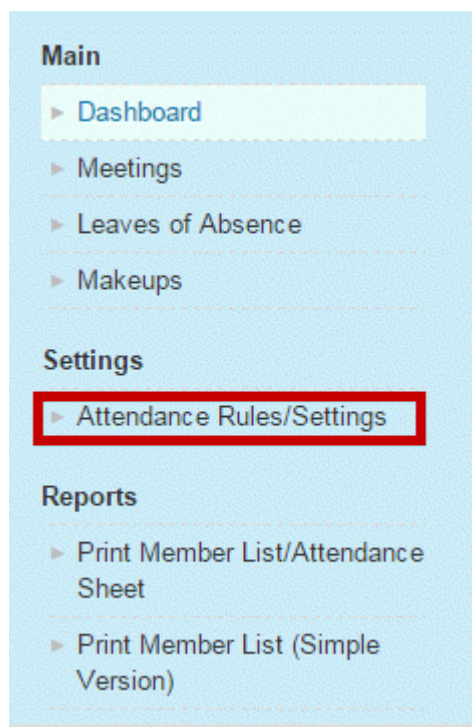 Main
Dashboard
Meetings
Leaves of Absence
Makeups
Settings
Attendance Rules/Settings
Reports
Print Member List/Attendance
Sheet
Print Member List (Simple
Version)